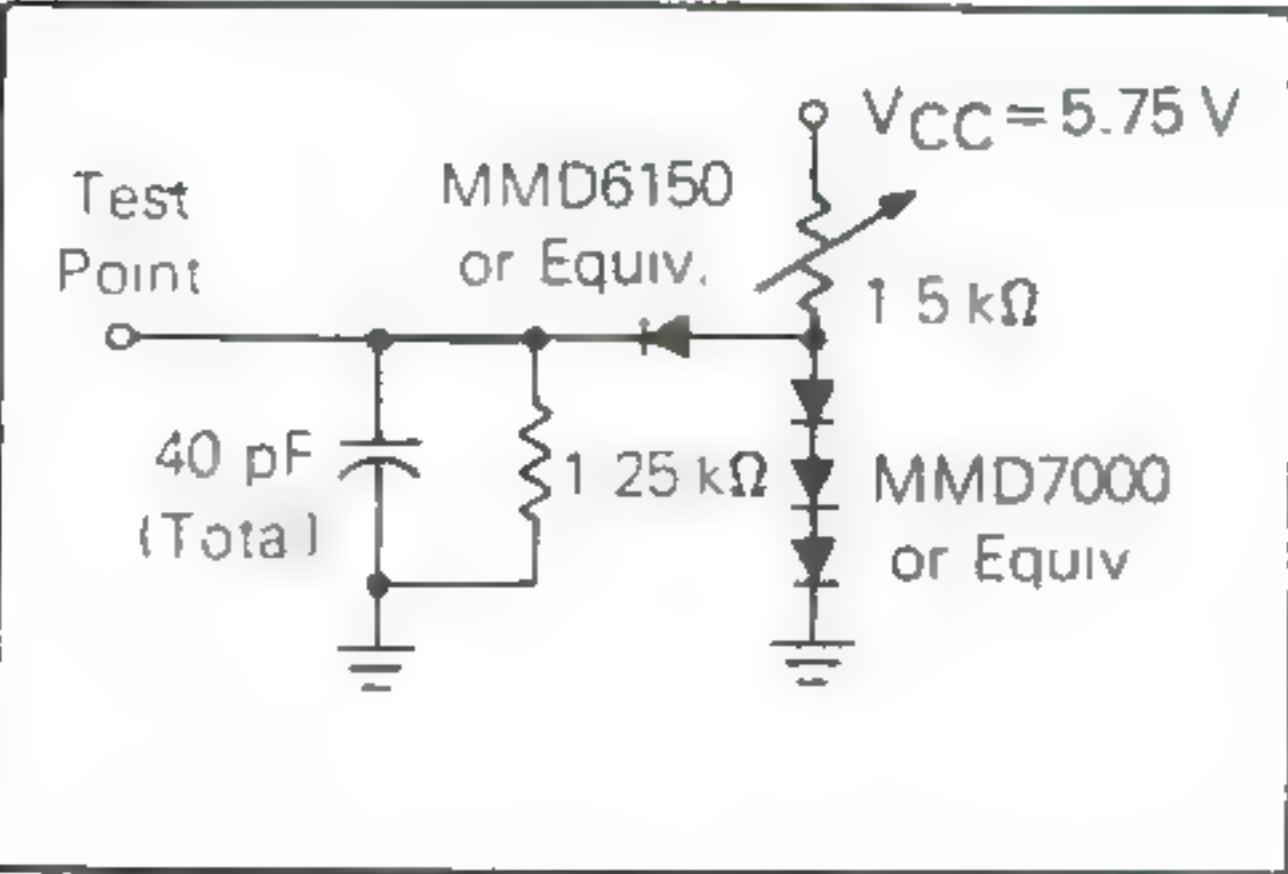 VCC = 5.75 V
Test
Point
MMD6150
or Equiv.
1 5 kΩ
40 pF
(Total)
1 25 kΩ
MMD7000
or Equiv